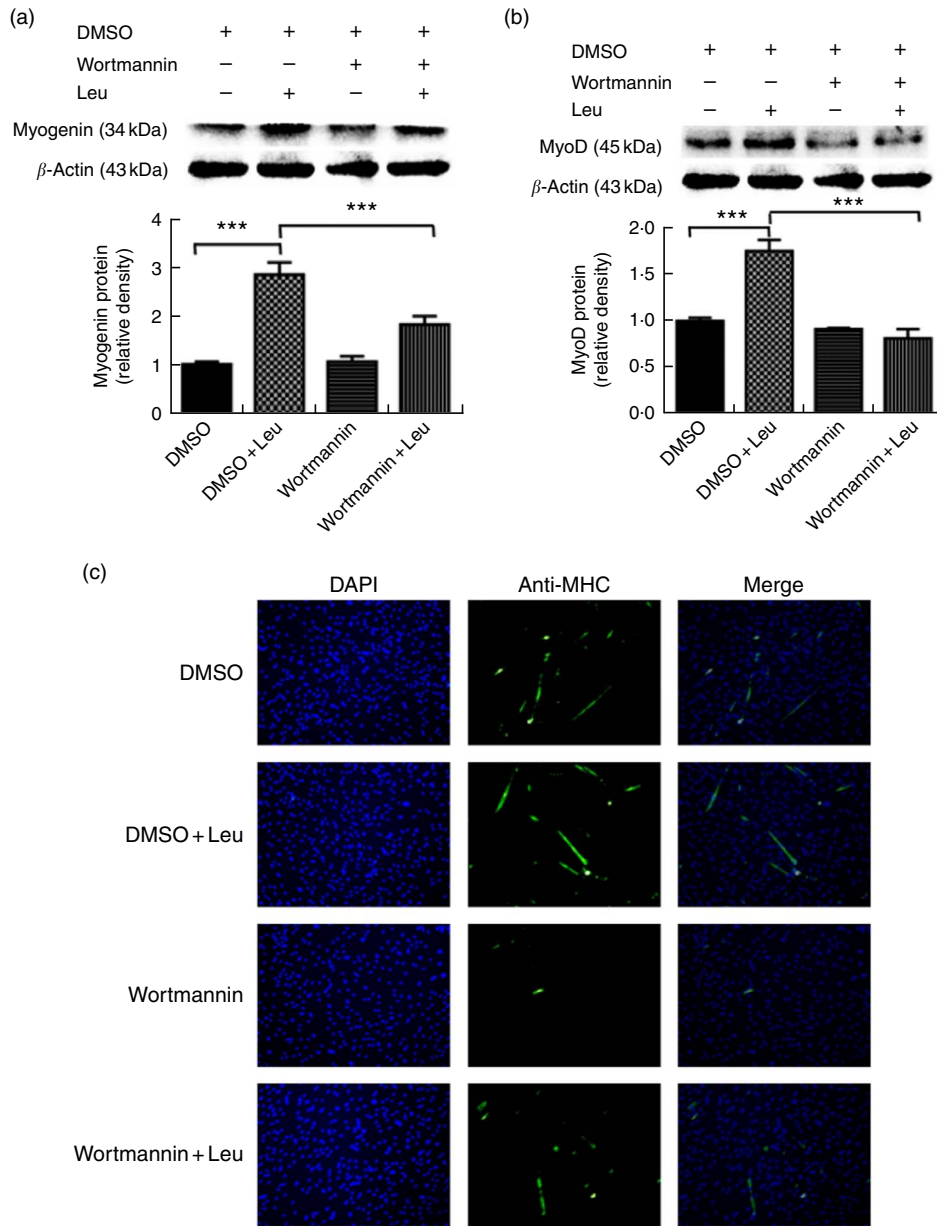 (a)
DMSO + + + +
Wortmannin – – + +
Leu – + – +
Myogenin (34 kDa)
β-Actin (43 kDa)
*** ***
Myogenin protein
(relative density)
4
3
2
1
0
DMSO
DMSO + Leu
Wortmannin
Wortmannin + Leu
(b)
DMSO + + + +
Wortmannin – – + +
Leu – + – +
MyoD (45 kDa)
β-Actin (43 kDa)
*** ***
MyoD protein
(relative density)
2·0
1·5
1·0
0·5
0·0
DMSO
DMSO + Leu
Wortmannin
Wortmannin + Leu
(c)
DAPI Anti-MHC Merge
DMSO
DMSO + Leu
Wortmannin
Wortmannin + Leu